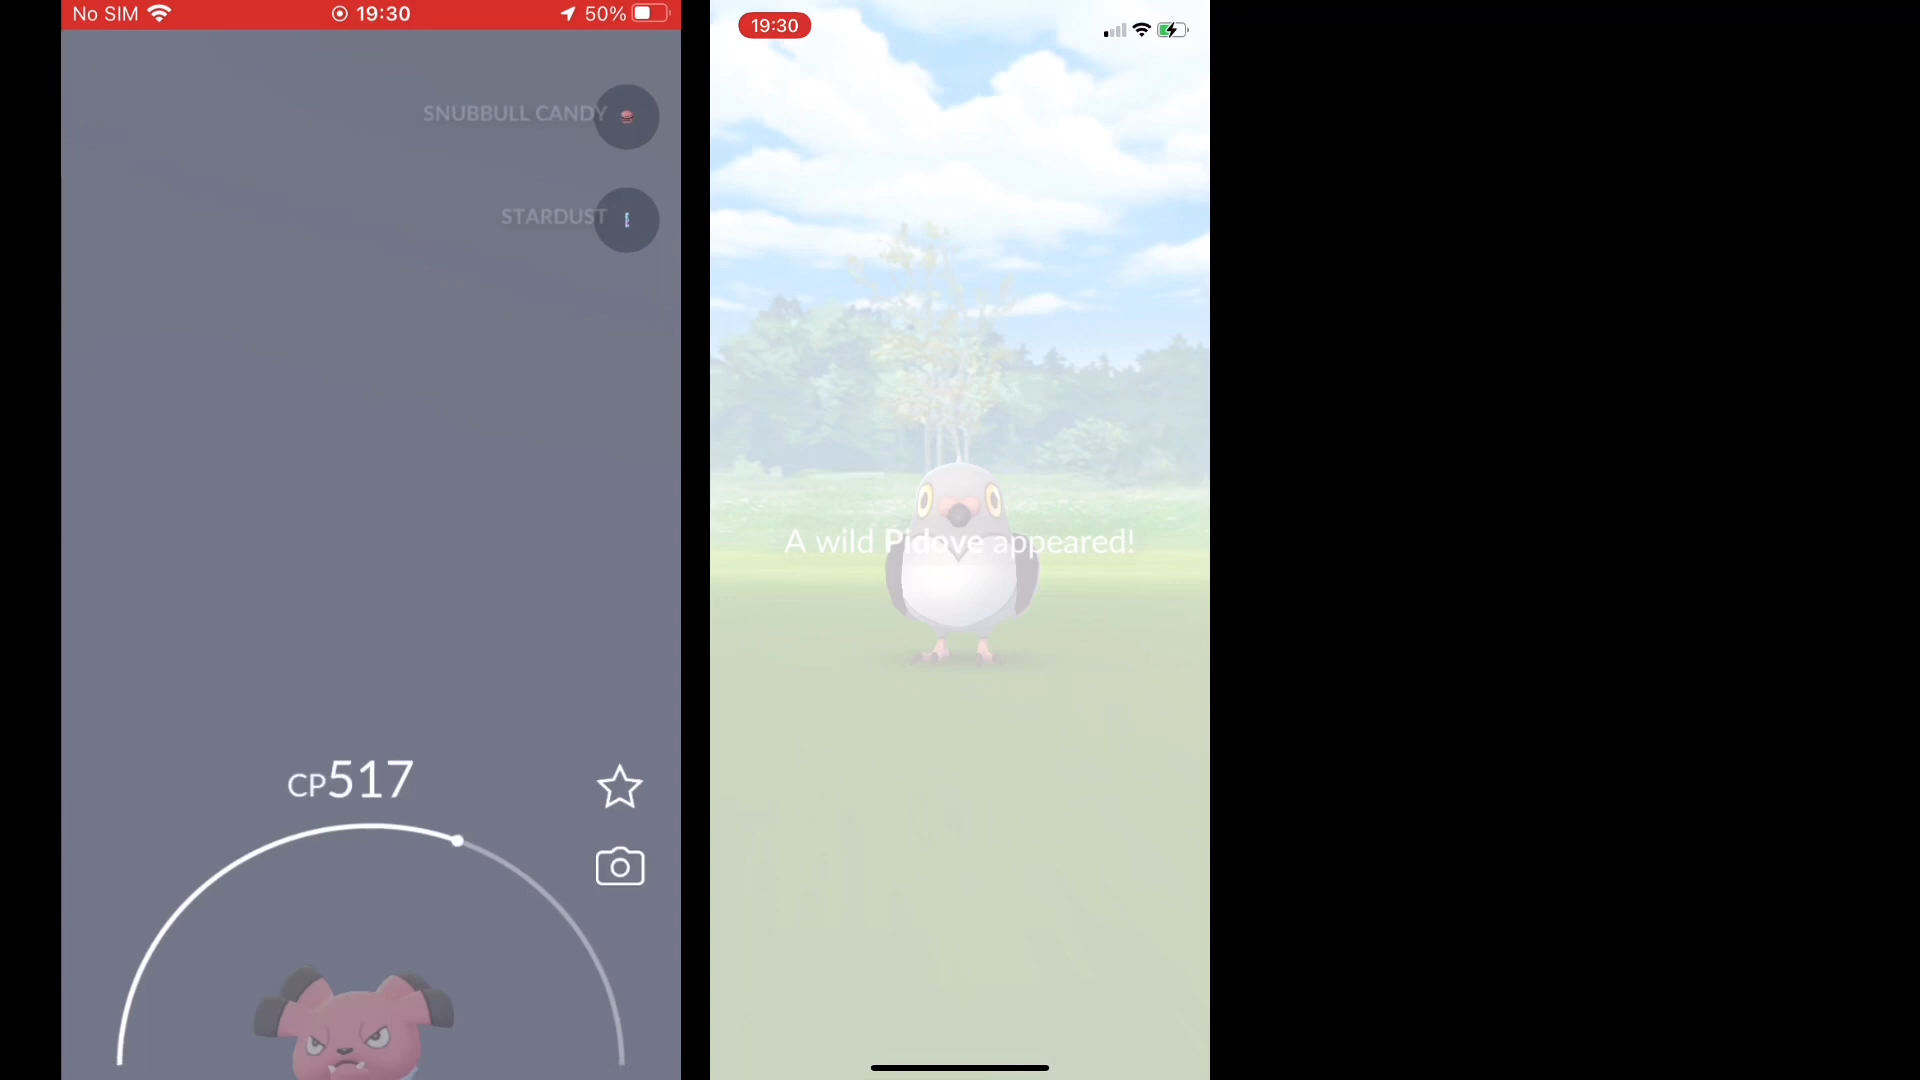 No SIM
19:30
50%
SNUBBULL CANDY
STARDUST
CP517
19:30
A wild Pidove appeared!